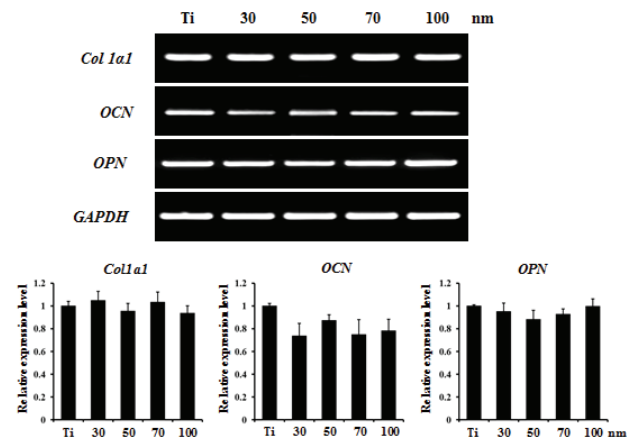 Ti 30 50 70 100 nm
Col 1a1
OCN
OPN
GAPDH
Col1a1 OCN OPN
Relative expression level
1.2
1
0.8
0.6
0.4
0.2
0
Ti 30 50 70 100
Relative expression level
1.2
1
0.8
0.6
0.4
0.2
0
Ti 30 50 70 100
Relative expression level
1.2
1
0.8
0.6
0.4
0.2
0
Ti 30 50 70 100 nm